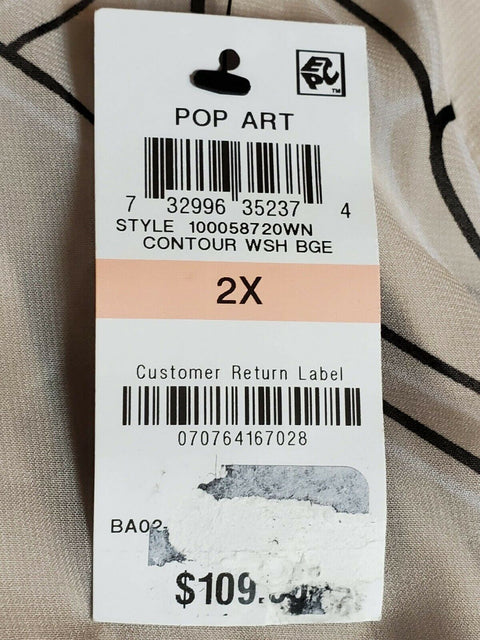 EPC
TM
POP ART
7 32996 35237 4
STYLE 100058720WN
CONTOUR WSH BGE
2X
Customer Return Label
070764167028
BA02-
$109.